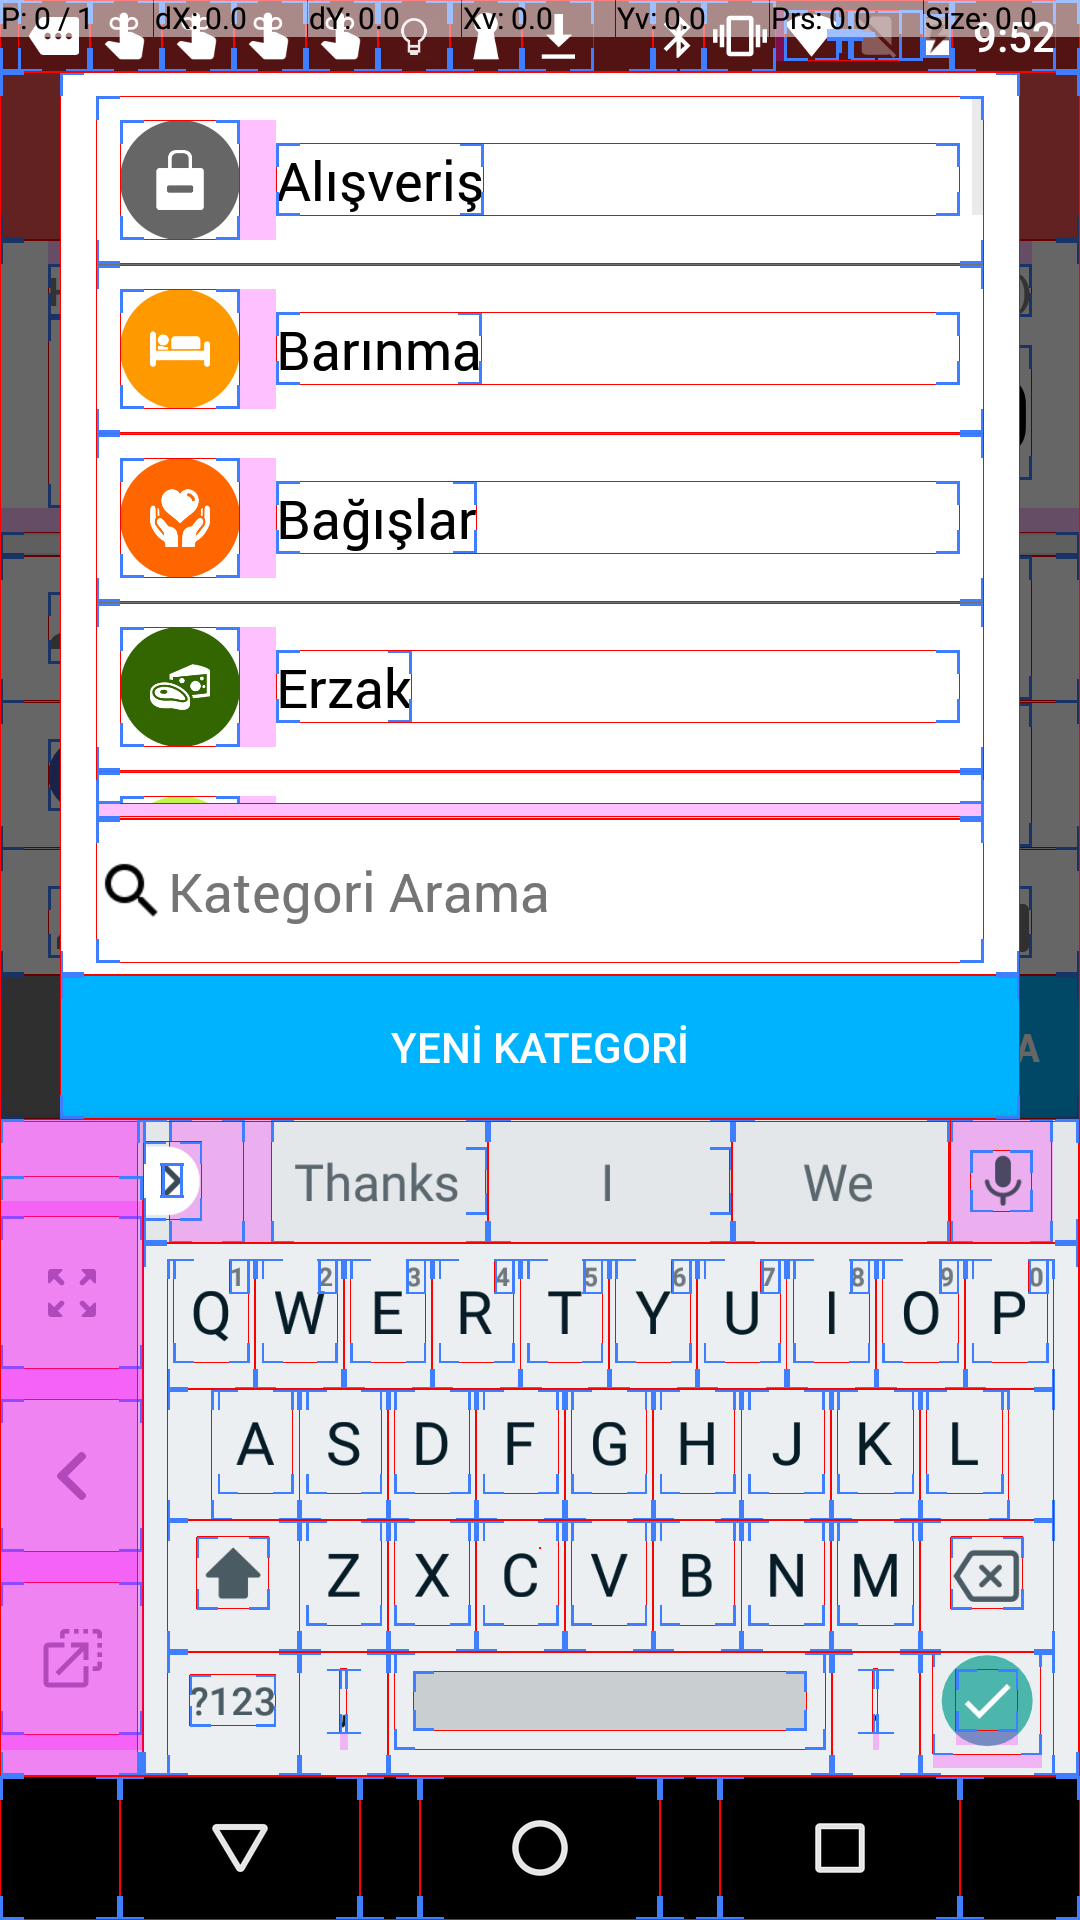 P: 0 / 1 dX: 0.0 dY: 0.0 Xv: 0.0 Yv: 0.0 Prs: 0.0 Size: 0.0
9:52
Alışveriş
Barınma
Bağışlar
Erzak
Kategori Arama
YENİ KATEGORİ
A
Thanks I We
1 2 3 4 5 6 7 8 9 0
Q W E R T Y U I O P
A S D F G H J K L
Z X C V B N M
?123 , .